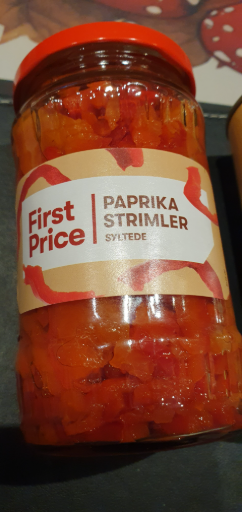 First
Price
PAPRIKA
STRIMLER
SYLTEDE